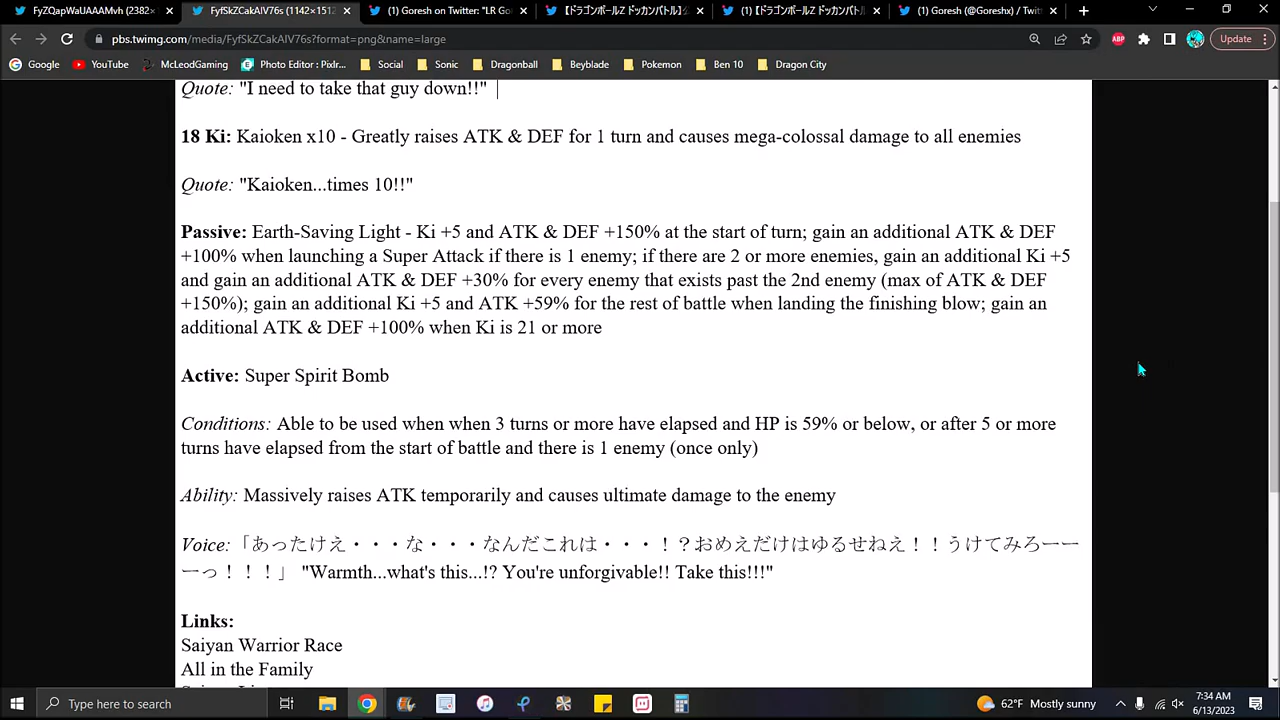 FyZQapWaUAAAMvh (2382×
FyfSkZCakAIV76s (1142×1512
Goresh on Twitter: "LR Go
【ドラゴンボールZ ドッカンバトル】
(1) 【ドラゴンボールZ ドッカンバトル】
(1) Goresh (@Goreshx) / Twit
pbs.twimg.com/media/FyfSkZCakAIV76s?format=png&name=large
ABP
Update
Google
YouTube
McLeodGaming
Photo Editor : Pixlr...
Social
Sonic
Dragonball
Beyblade
Pokemon
Ben 10
Dragon City
Quote: "I need to take that guy down!!"
18 Ki: Kaioken x10 - Greatly raises ATK & DEF for 1 turn and causes mega-colossal damage to all enemies
Quote: "Kaioken...times 10!!"
Passive: Earth-Saving Light - Ki +5 and ATK & DEF +150% at the start of turn; gain an additional ATK & DEF
+100% when launching a Super Attack if there is 1 enemy; if there are 2 or more enemies, gain an additional Ki +5
and gain an additional ATK & DEF +30% for every enemy that exists past the 2nd enemy (max of ATK & DEF
+150%); gain an additional Ki +5 and ATK +59% for the rest of battle when landing the finishing blow; gain an
additional ATK & DEF +100% when Ki is 21 or more
Active: Super Spirit Bomb
Conditions: Able to be used when when 3 turns or more have elapsed and HP is 59% or below, or after 5 or more
turns have elapsed from the start of battle and there is 1 enemy (once only)
Ability: Massively raises ATK temporarily and causes ultimate damage to the enemy
Voice:「あったけえ・・・な・・・なんだこれは・・・！？おめえだけはゆるせねえ！！うけてみろーー
ーーっ！！！」 "Warmth...what's this...!? You're unforgivable!! Take this!!!"
Links:
Saiyan Warrior Race
All in the Family
Type here to search
62°F Mostly sunny
7:34 AM
6/13/2023